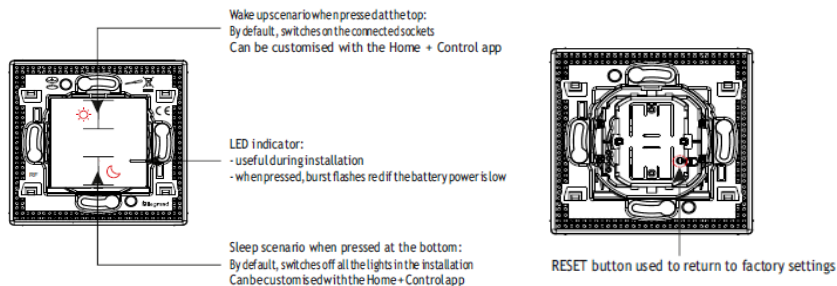 Wake up scenario when pressed at the top:
By default, switches on the connected sockets
Can be customised with the Home + Control app
LED indicator:
- useful during installation
- when pressed, burst flashes red if the battery power is low
Sleep scenario when pressed at the bottom:
By default, switches off all the lights in the installation
Can be customised with the Home + Control app
RESET button used to return to factory settings
CE
legrand